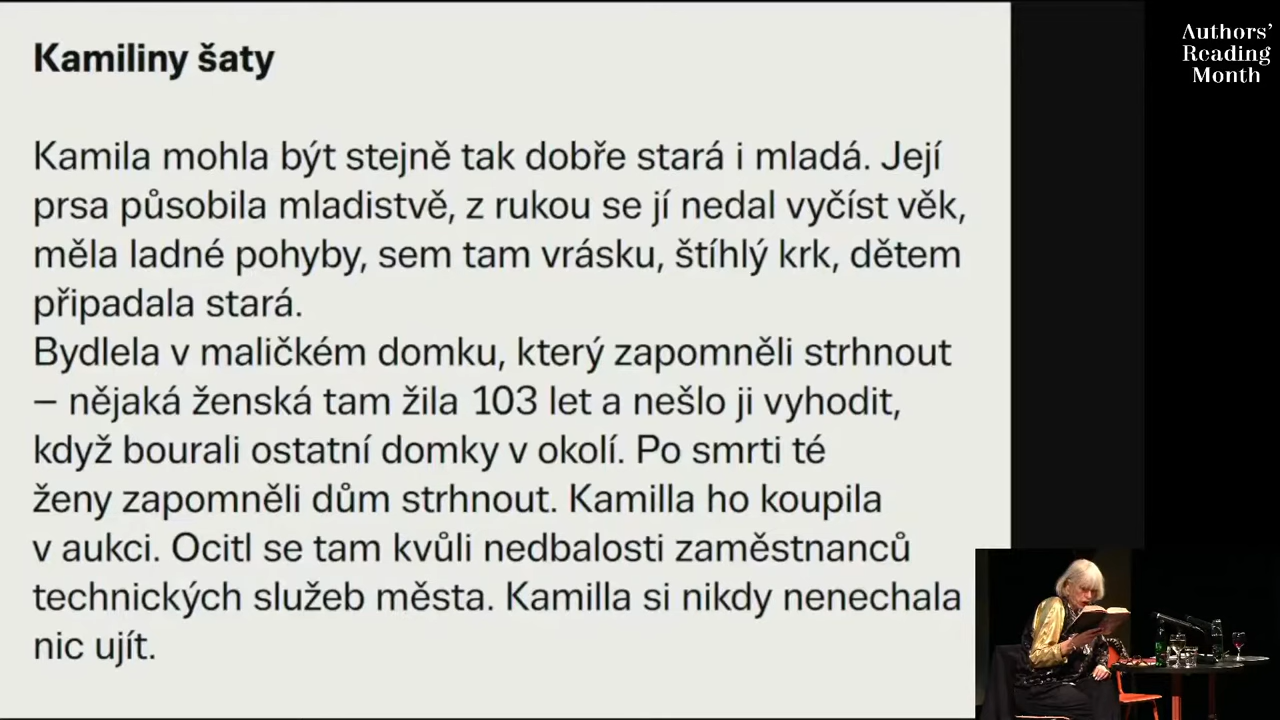 Kamiliny šaty
Kamila mohla být stejně tak dobře stará i mladá. Její
prsa působila mladistvě, z rukou se jí nedal vyčíst věk,
měla ladné pohyby, sem tam vrásku, štíhlý krk, dětem
připadala stará.
Bydlela v maličkém domku, který zapomněli strhnout
– nějaká ženská tam žila 103 let a nešlo ji vyhodit,
když bourali ostatní domky v okolí. Po smrti té
ženy zapomněli dům strhnout. Kamilla ho koupila
v aukci. Ocitl se tam kvůli nedbalosti zaměstnanců
technických služeb města. Kamilla si nikdy nenechala
nic ujít.
Authors’
Reading
Month